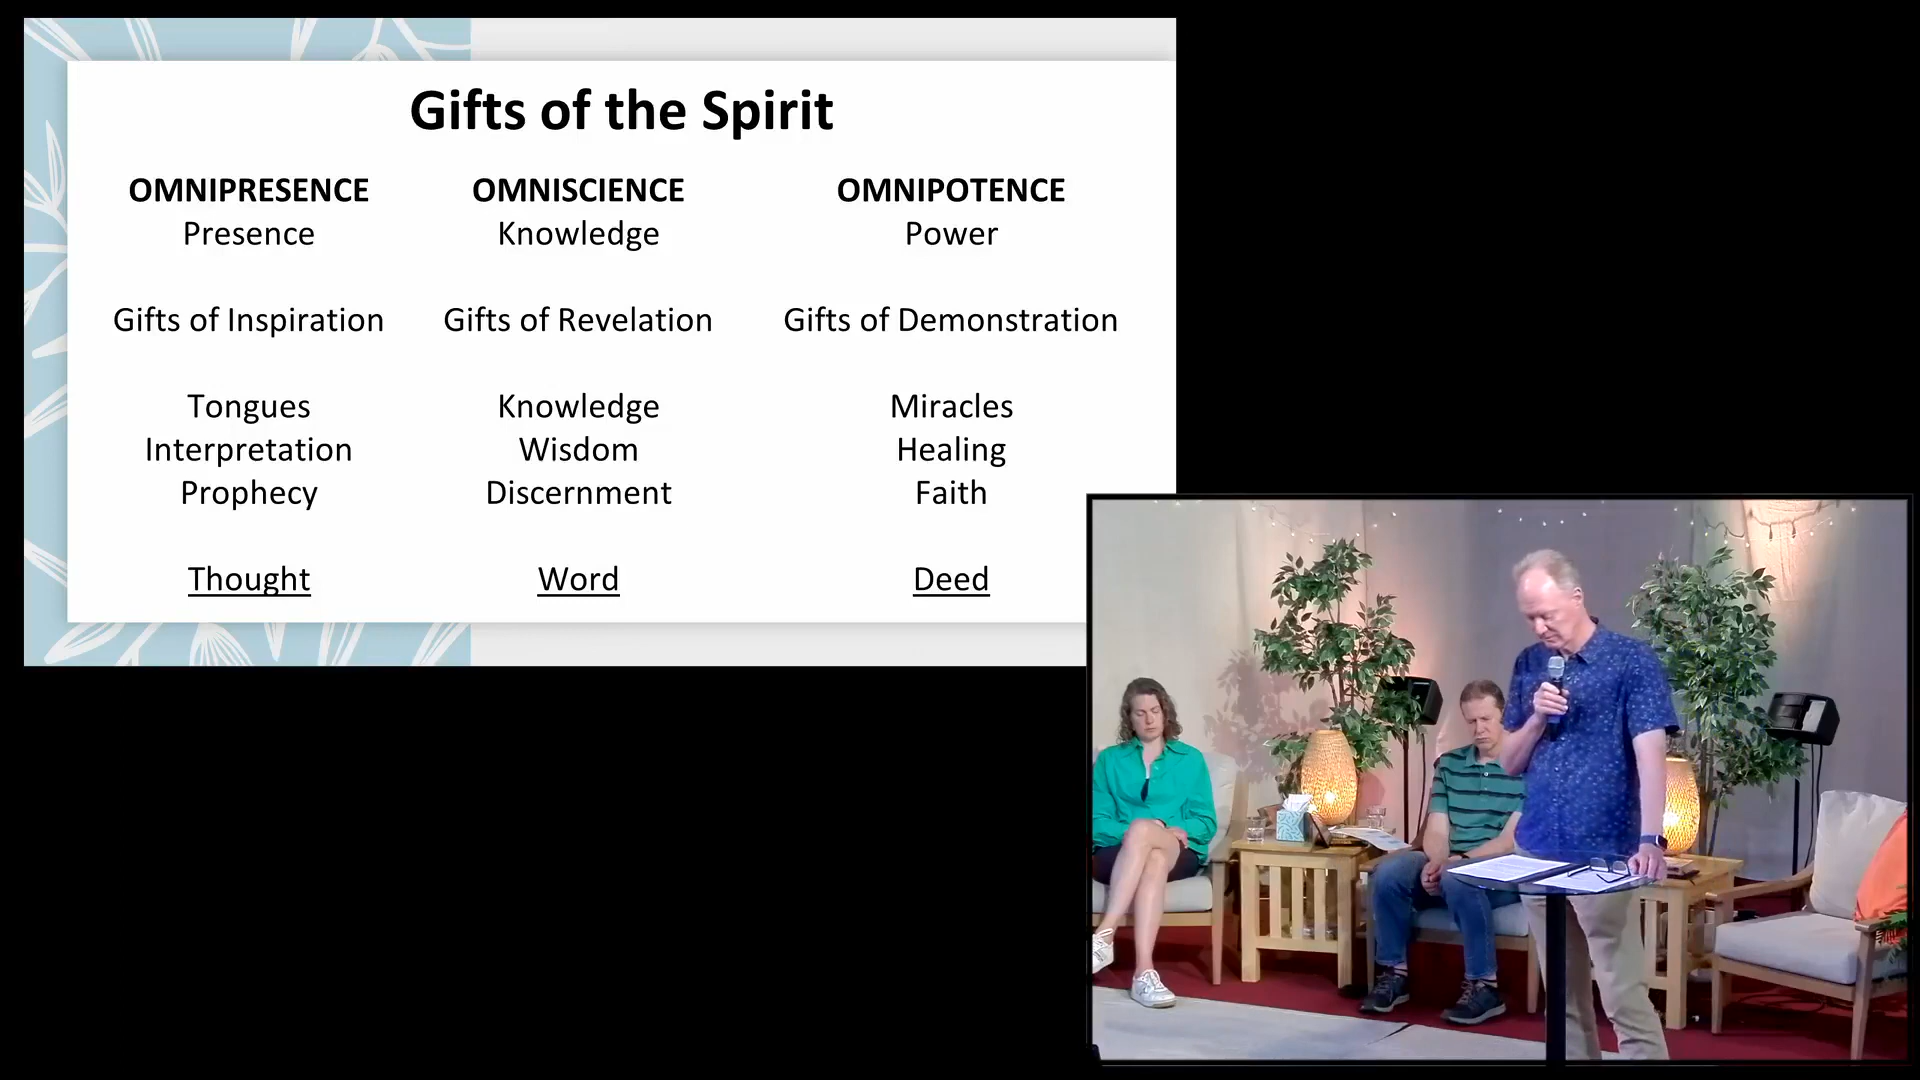 Gifts of the Spirit
OMNIPRESENCE
Presence
Gifts of Inspiration
Tongues
Interpretation
Prophecy
Thought
OMNISCIENCE
Knowledge
Gifts of Revelation
Knowledge
Wisdom
Discernment
Word
OMNIPOTENCE
Power
Gifts of Demonstration
Miracles
Healing
Faith
Deed